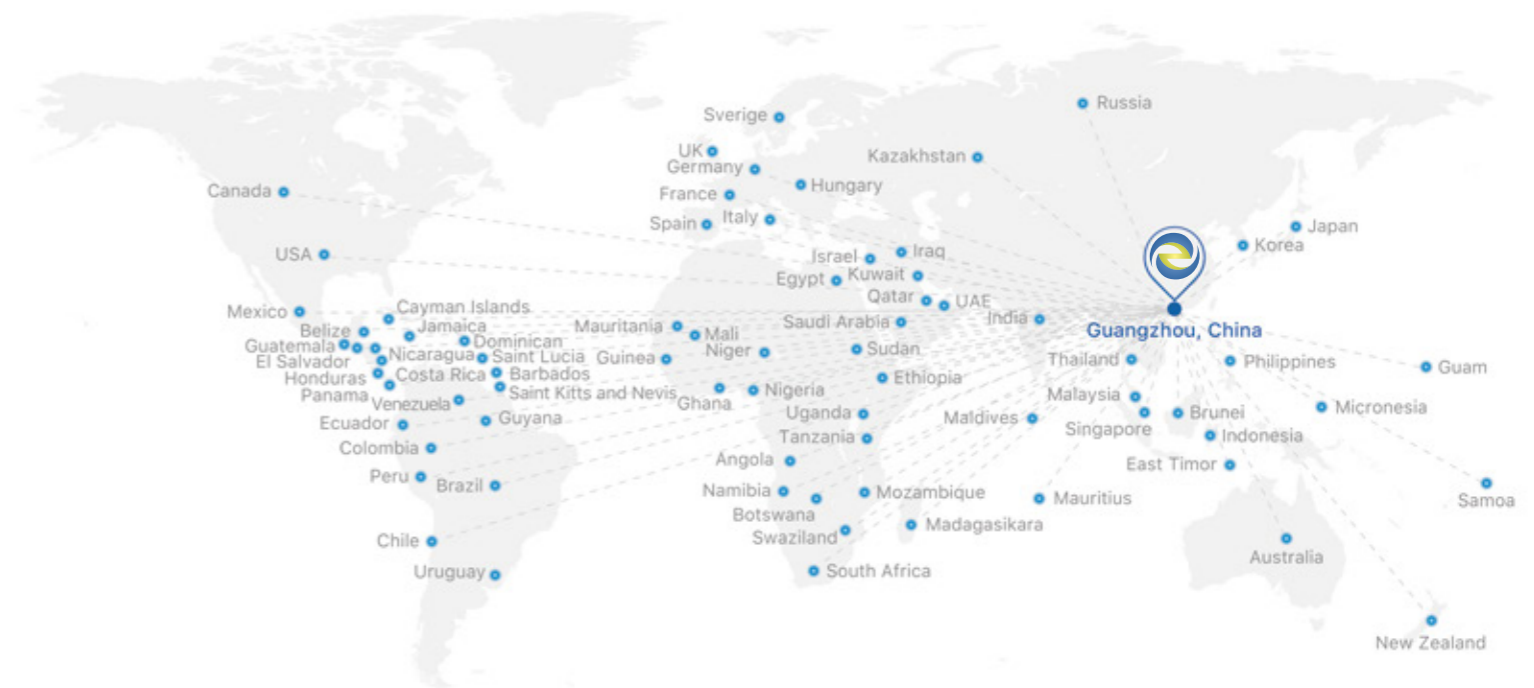 Russia
Sverige
UK
Germany
Kazakhstan
Hungary
Canada
France
Spain
Italy
Japan
Korea
USA
Israel
Iraq
Egypt
Kuwait
Qatar
UAE
Mexico
Cayman Islands
Belize
Jamaica
Mauritania
Mali
Saudi Arabia
India
Guangzhou, China
Guatemala
Dominican
Niger
Sudan
El Salvador
Nicaragua
Saint Lucia
Guinea
Thailand
Philippines
Guam
Honduras
Costa Rica
Barbados
Ethiopia
Panama
Saint Kitts and Nevis
Nigeria
Malaysia
Venezuela
Ghana
Micronesia
Ecuador
Guyana
Uganda
Maldives
Brunei
Singapore
Indonesia
Colombia
Tanzania
Angola
East Timor
Peru
Brazil
Namibia
Mozambique
Mauritius
Samoa
Botswana
Madagasikara
Swaziland
Chile
Australia
Uruguay
South Africa
New Zealand